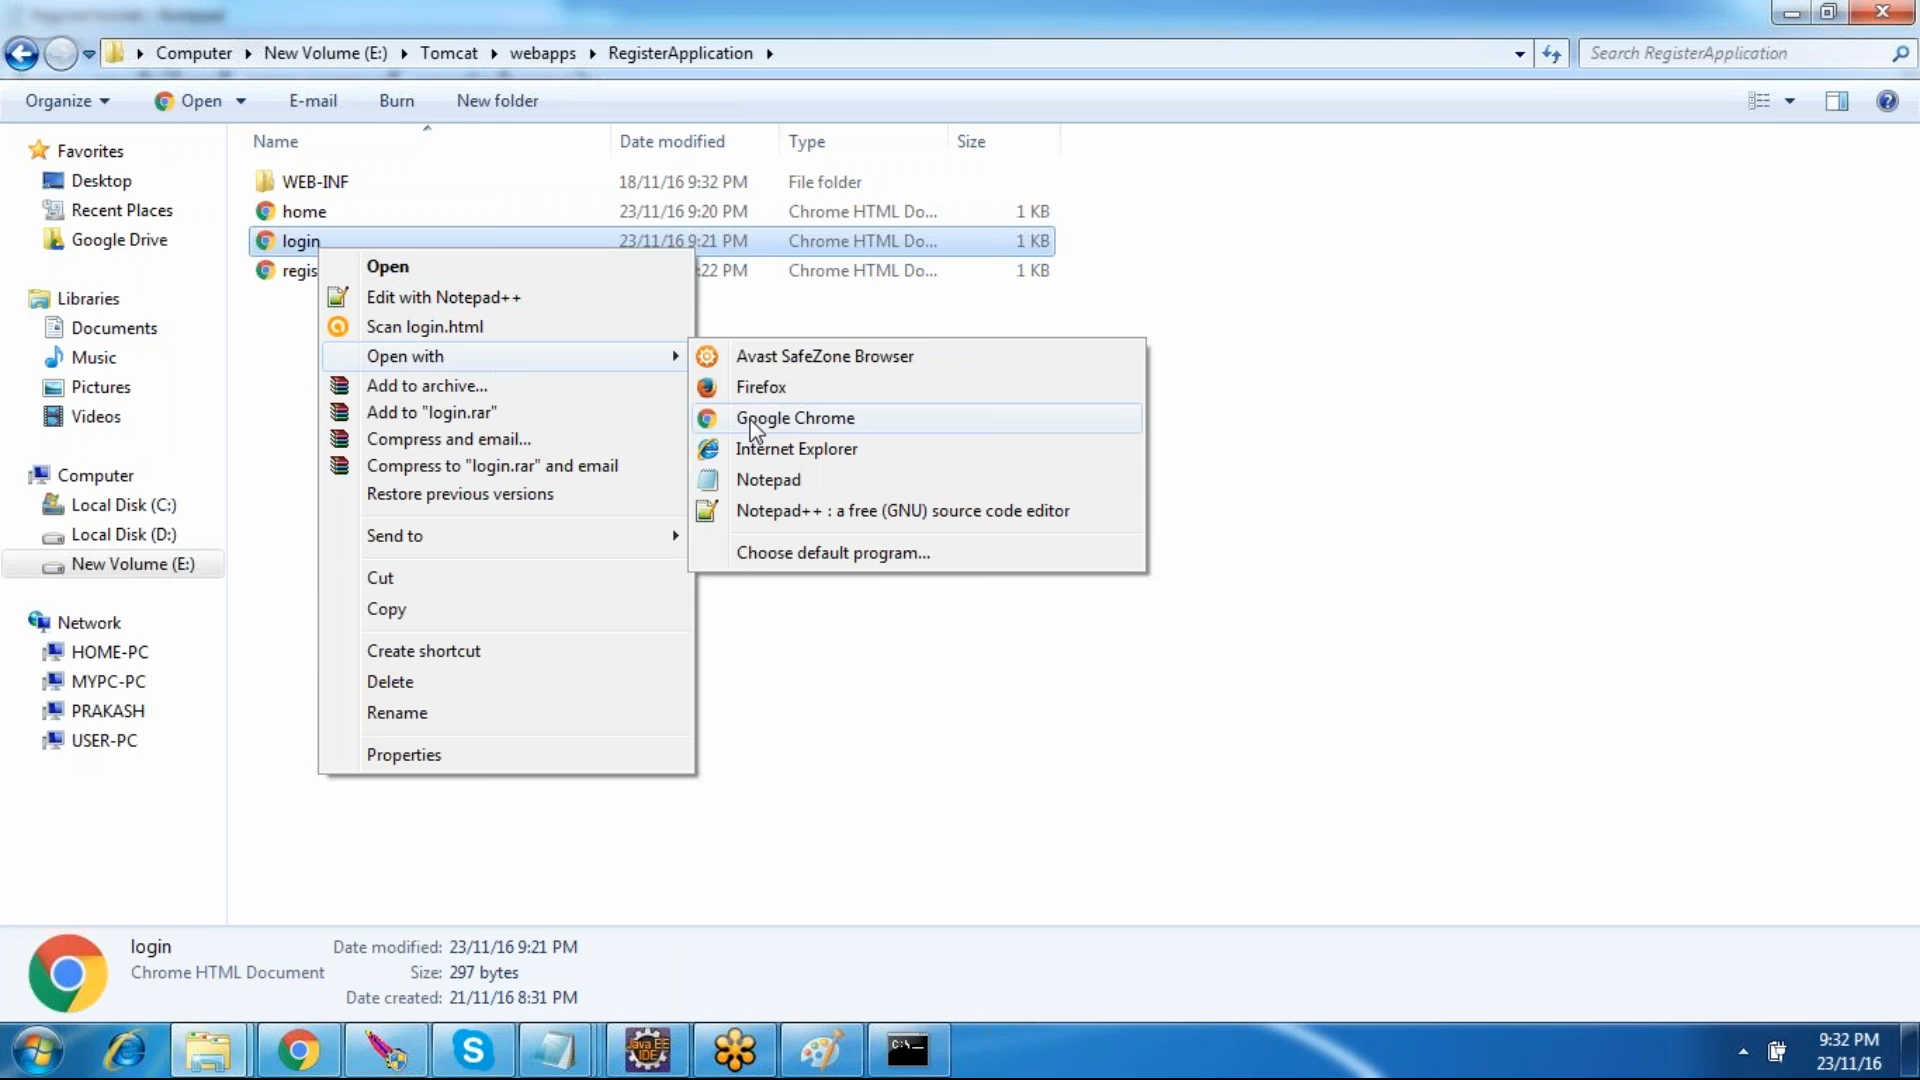 Computer New Volume (E:) Tomcat webapps RegisterApplication
Search RegisterApplication
Organize Open E-mail Burn New folder
Favorites
Desktop
Recent Places
Google Drive
Libraries
Documents
Music
Pictures
Videos
Computer
Local Disk (C:)
Local Disk (D:)
New Volume (E:)
Network
HOME-PC
MYPC-PC
PRAKASH
USER-PC
Name Date modified Type Size
WEB-INF 18/11/16 9:32 PM File folder
home 23/11/16 9:20 PM Chrome HTML Do... 1 KB
login 23/11/16 9:21 PM Chrome HTML Do... 1 KB
regis :22 PM Chrome HTML Do... 1 KB
Open
Edit with Notepad++
Scan login.html
Open with
Add to archive...
Add to "login.rar"
Compress and email...
Compress to "login.rar" and email
Restore previous versions
Send to
Cut
Copy
Create shortcut
Delete
Rename
Properties
Avast SafeZone Browser
Firefox
Google Chrome
Internet Explorer
Notepad
Notepad++ : a free (GNU) source code editor
Choose default program...
login Date modified: 23/11/16 9:21 PM
Chrome HTML Document Size: 297 bytes
Date created: 21/11/16 8:31 PM
Java EE
IDE
C:\_
9:32 PM
23/11/16